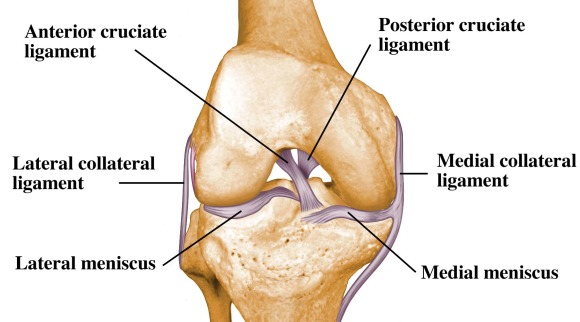 Anterior cruciate
ligament
Posterior cruciate
ligament
Lateral collateral
ligament
Medial collateral
ligament
Lateral meniscus
Medial meniscus